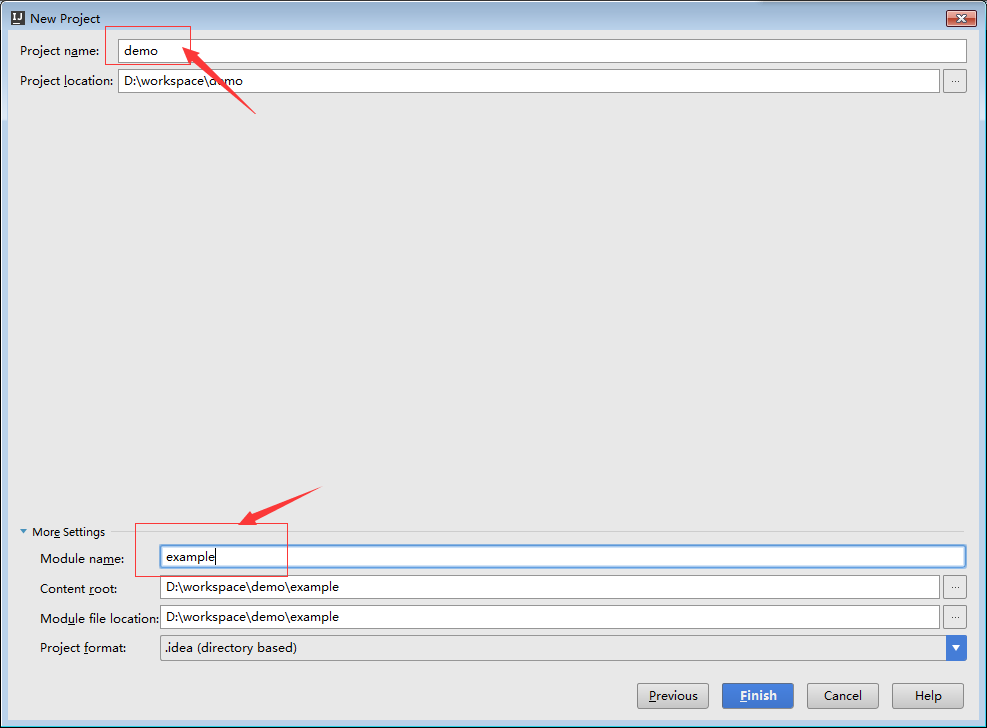 New Project
Project name: demo
Project location: D:\workspace\demo ...
More Settings
Module name: example
Content root: D:\workspace\demo\example ...
Module file location: D:\workspace\demo\example ...
Project format: .idea (directory based)
Previous Finish Cancel Help